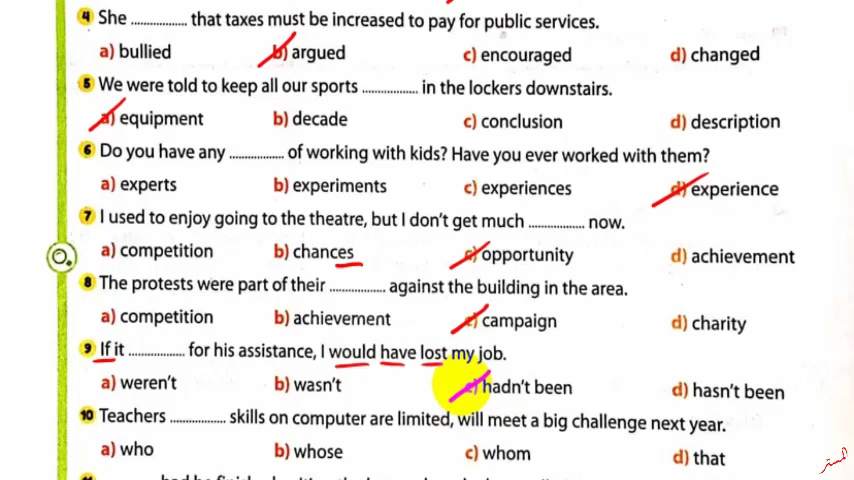 4 She ................ that taxes must be increased to pay for public services.
a) bullied b) argued c) encouraged d) changed
5 We were told to keep all our sports ................ in the lockers downstairs.
a) equipment b) decade c) conclusion d) description
6 Do you have any ................ of working with kids? Have you ever worked with them?
a) experts b) experiments c) experiences d) experience
7 I used to enjoy going to the theatre, but I don't get much ................ now.
a) competition b) chances c) opportunity d) achievement
8 The protests were part of their ................ against the building in the area.
a) competition b) achievement c) campaign d) charity
9 If it ................ for his assistance, I would have lost my job.
a) weren't b) wasn't c) hadn't been d) hasn't been
10 Teachers ................ skills on computer are limited, will meet a big challenge next year.
a) who b) whose c) whom d) that